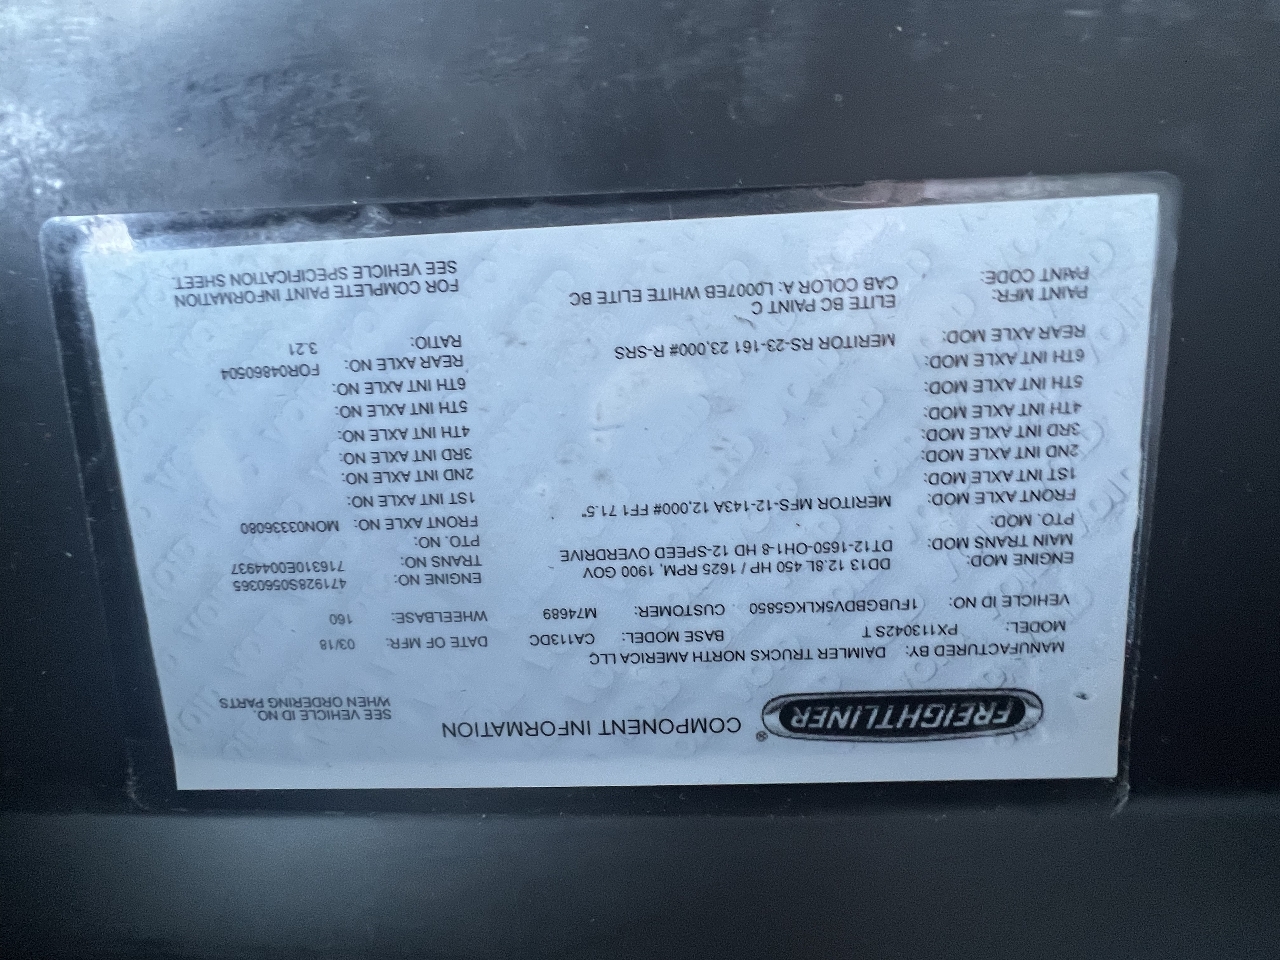 FREIGHTLINER ® COMPONENT INFORMATION SEE VEHICLE ID NO.
WHEN ORDERING PARTS
MANUFACTURED BY: DAIMLER TRUCKS NORTH AMERICA LLC
MODEL: PX113042S T BASE MODEL: CA113DC DATE OF MFR: 03/18
VEHICLE ID NO: 1FUBGBDV5KLKG5850 CUSTOMER: M74689 WHEELBASE: 160
ENGINE MOD: DD13 12.8L 450 HP / 1625 RPM, 1900 GOV ENGINE NO: 471928S0560365
MAIN TRANS MOD: DT12-1650-OH1-8 HD 12-SPEED OVERDRIVE TRANS NO: 716310E0044937
PTO. MOD: PTO. NO:
FRONT AXLE MOD: MERITOR MFS-12-143A 12,000# FF1 71.5" FRONT AXLE NO: MON03336080
1ST INT AXLE MOD: 1ST INT AXLE NO:
2ND INT AXLE MOD: 2ND INT AXLE NO:
3RD INT AXLE MOD: 3RD INT AXLE NO:
4TH INT AXLE MOD: 4TH INT AXLE NO:
5TH INT AXLE MOD: 5TH INT AXLE NO:
6TH INT AXLE MOD: 6TH INT AXLE NO:
REAR AXLE MOD: MERITOR RS-23-161 23,000# R-SRS REAR AXLE NO: FOR04860504
RATIO: 3.21
PAINT MFR: ELITE BC PAINT C FOR COMPLETE PAINT INFORMATION
PAINT CODE: CAB COLOR A: L0007EB WHITE ELITE BC SEE VEHICLE SPECIFICATION SHEET.